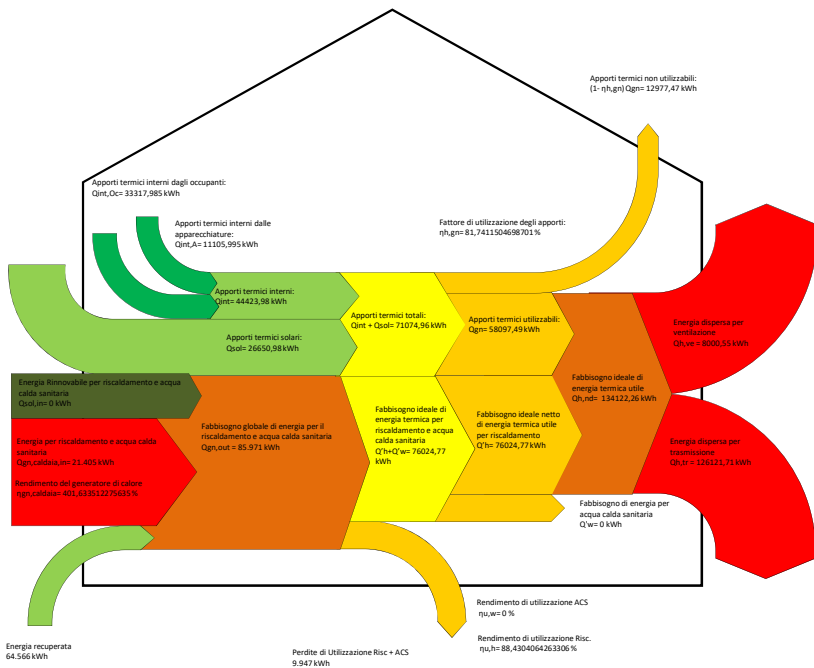 Apporti termici non utilizzabili:
(1- ηh,gn) Qgn= 12977,47 kWh
Apporti termici interni dagli occupanti:
Qint,Oc= 33317,985 kWh
Apporti termici interni dalle
apparecchiature:
Qint,A= 11105,995 kWh
Fattore di utilizzazione degli apporti:
ηh,gn= 81,7411504698701 %
Apporti termici interni:
Qint= 44423,98 kWh
Apporti termici totali:
Qint + Qsol= 71074,96 kWh
Apporti termici utilizzabili:
Qgn= 58097,49 kWh
Energia dispersa per
ventilazione
Qh,ve= 8000,55 kWh
Apporti termici solari:
Qsol= 26650,98 kWh
Energia Rinnovabile per riscaldamento e acqua
calda sanitaria
Qsol,in= 0 kWh
Fabbisogno ideale di
energia termica utile
Qh,nd= 134122,26 kWh
Fabbisogno globale di energia per il
riscaldamento e acqua calda sanitaria
Qgn,out = 85.971 kWh
Fabbisogno ideale di
energia termica per
riscaldamento e acqua
calda sanitaria
Q'h+Q'w= 76024,77
kWh
Fabbisogno ideale netto
di energia termica utile
per riscaldamento
Q'h= 76024,77 kWh
Energia per riscaldamento e acqua calda
sanitaria
Qgn,caldaia,in= 21.405 kWh
Rendimento del generatore di calore
ηgn,caldaia= 401,633512275635 %
Energia dispersa per
trasmissione
Qh,tr = 126121,71 kWh
Fabbisogno di energia per
acqua calda sanitaria
Q'w= 0 kWh
Rendimento di utilizzazione ACS
ηu,w= 0 %
Rendimento di utilizzazione Risc.
ηu,h= 88,4304064263306 %
Energia recuperata
64.566 kWh
Perdite di Utilizzazione Risc + ACS
9.947 kWh